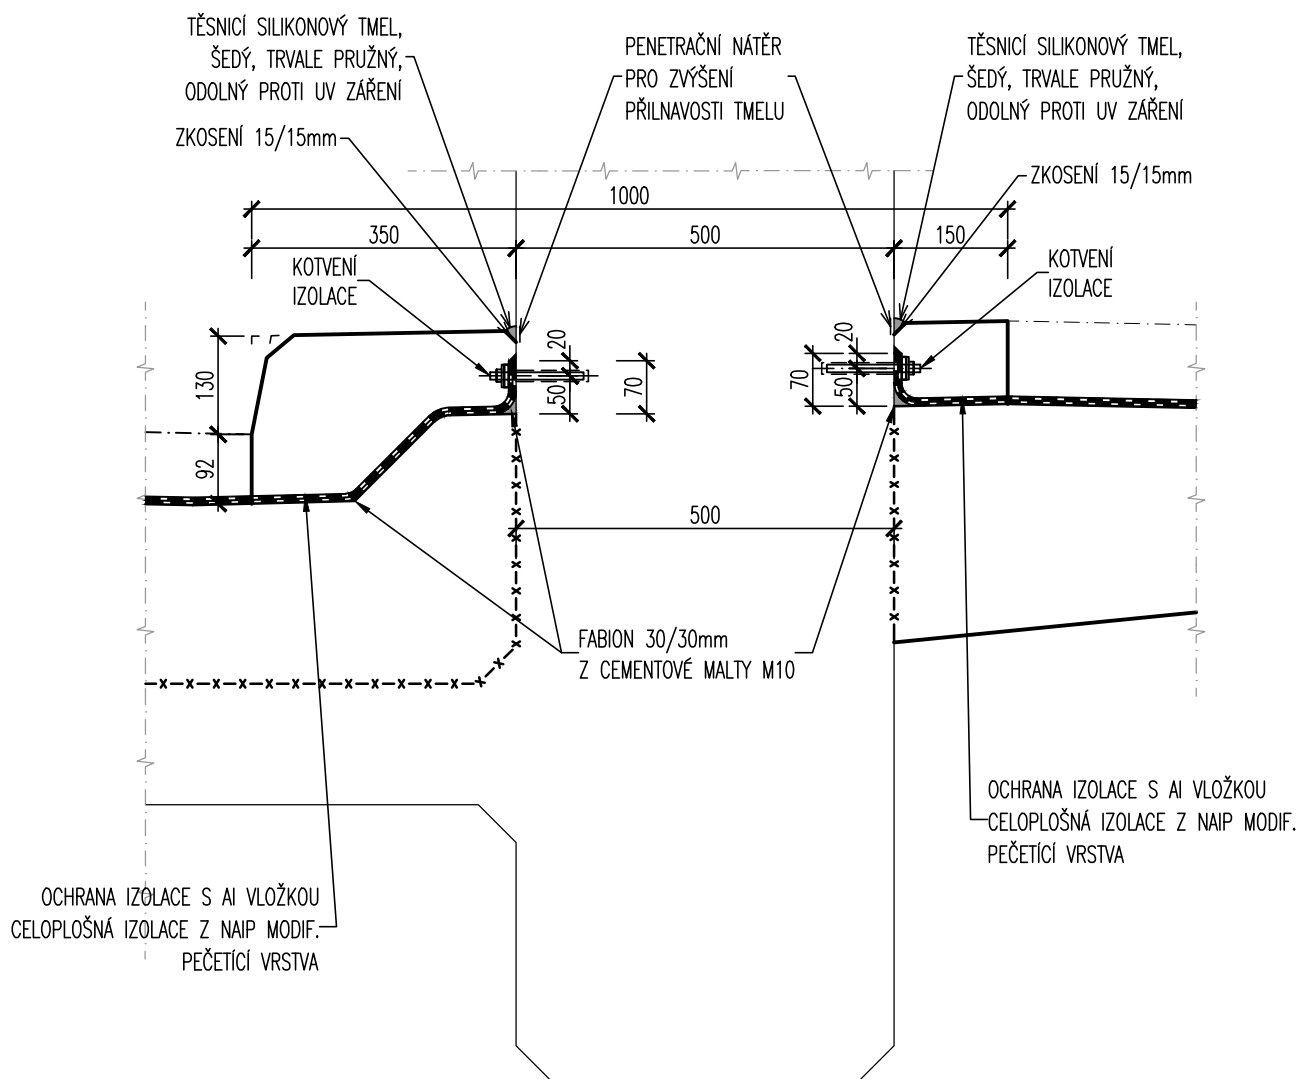 TĚSNICÍ SILIKONOVÝ TMEL,
ŠEDÝ, TRVALE PRUŽNÝ,
ODOLNÝ PROTI UV ZÁŘENÍ
ZKOSENÍ 15/15mm
PENETRAČNÍ NÁTĚR
PRO ZVÝŠENÍ
PŘILNAVOSTI TMELU
TĚSNICÍ SILIKONOVÝ TMEL,
ŠEDÝ, TRVALE PRUŽNÝ,
ODOLNÝ PROTI UV ZÁŘENÍ
ZKOSENÍ 15/15mm
1000
350
500
150
KOTVENÍ
IZOLACE
KOTVENÍ
IZOLACE
130
92
20
50
70
70
20
50
500
FABION 30/30mm
Z CEMENTOVÉ MALTY M10
OCHRANA IZOLACE S Al VLOŽKOU
CELOPLOŠNÁ IZOLACE Z NAIP MODIF.
PEČETÍCÍ VRSTVA
OCHRANA IZOLACE S Al VLOŽKOU
CELOPLOŠNÁ IZOLACE Z NAIP MODIF.
PEČETÍCÍ VRSTVA